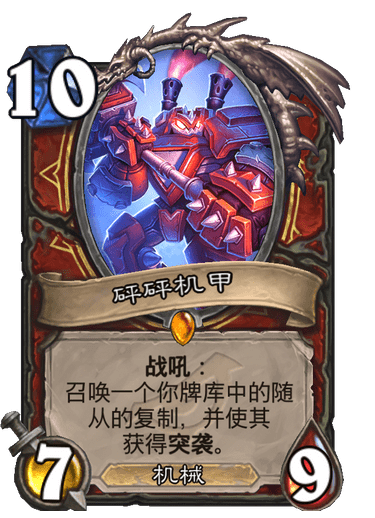 10
砰砰机甲
战吼：
召唤一个你牌库中的随
从的复制，并使其
获得突袭。
机械
7
9